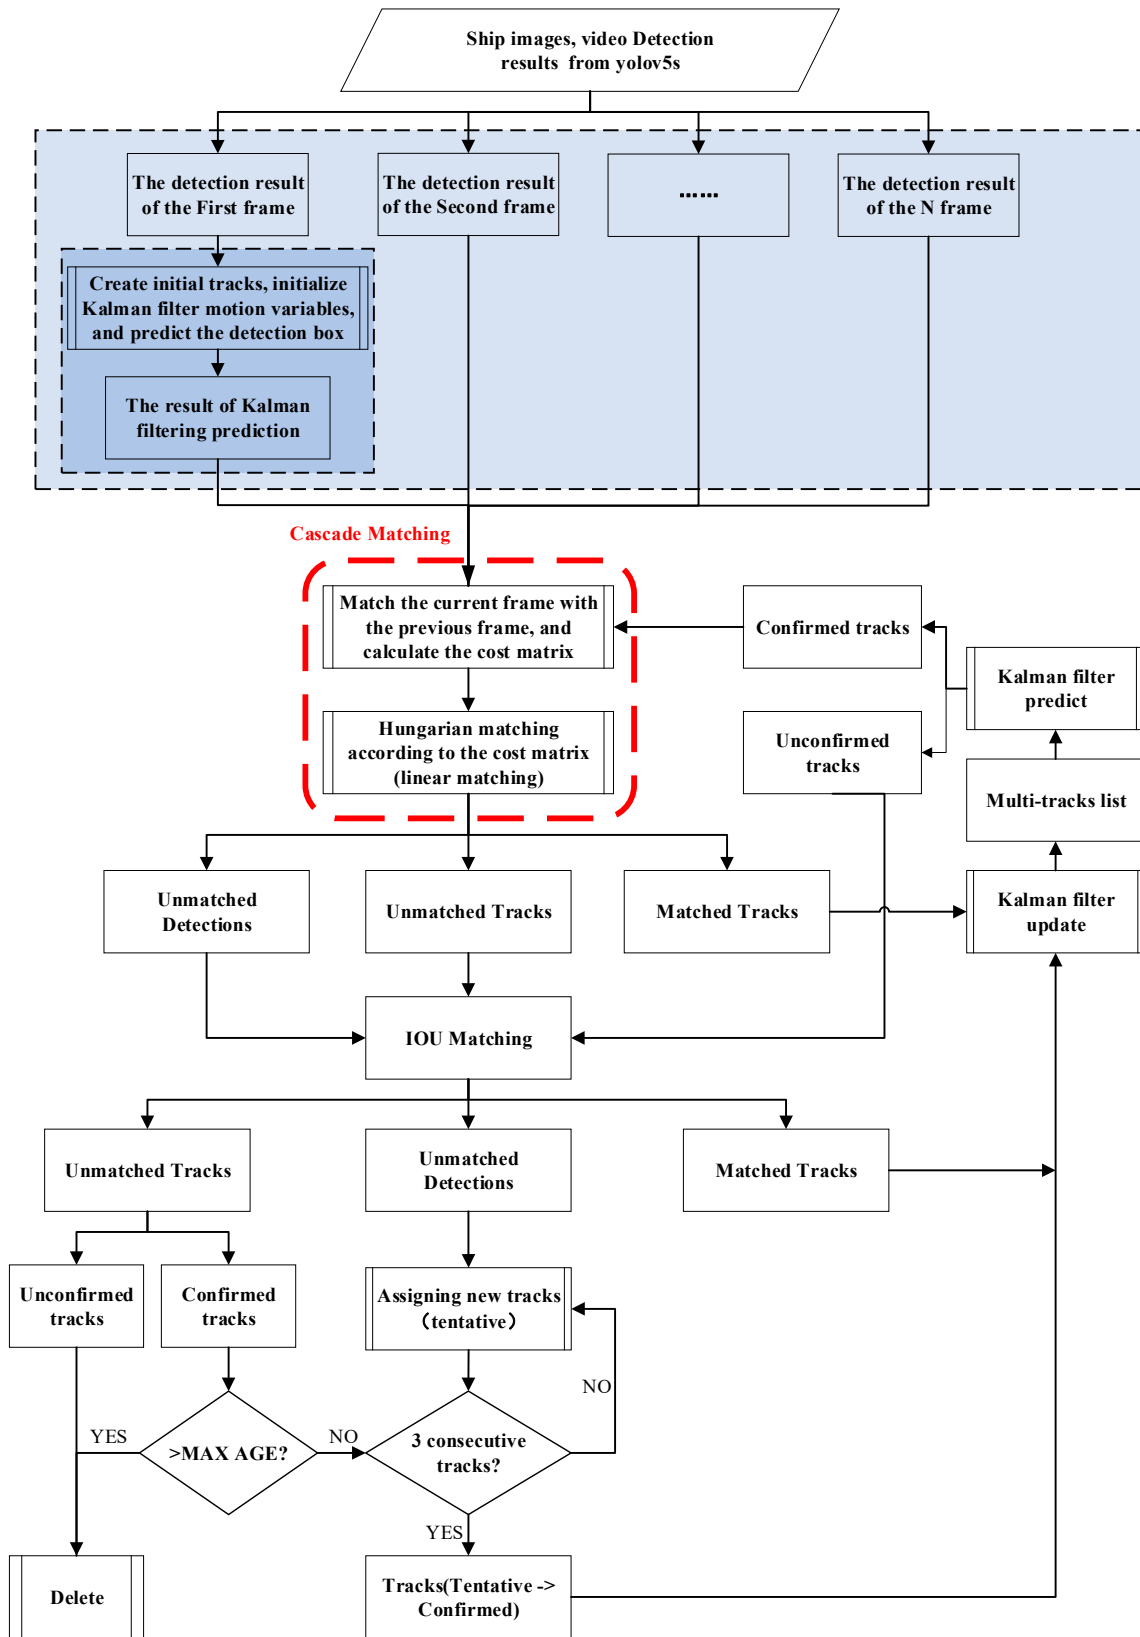 Ship images, video Detection
results from yolov5s
The detection result
of the First frame
The detection result
of the Second frame
……
The detection result
of the N frame
Create initial tracks, initialize
Kalman filter motion variables,
and predict the detection box
The result of Kalman
filtering prediction
Cascade Matching
Match the current frame with
the previous frame, and
calculate the cost matrix
Confirmed tracks
Kalman filter
predict
Hungarian matching
according to the cost matrix
(linear matching)
Unconfirmed
tracks
Multi-tracks list
Unmatched
Detections
Unmatched Tracks
Matched Tracks
Kalman filter
update
IOU Matching
Unmatched Tracks
Unmatched
Detections
Matched Tracks
Unconfirmed
tracks
Confirmed
tracks
Assigning new tracks
（tentative）
NO
YES
>MAX AGE?
NO
3 consecutive
tracks?
YES
Delete
Tracks(Tentative ->
Confirmed)